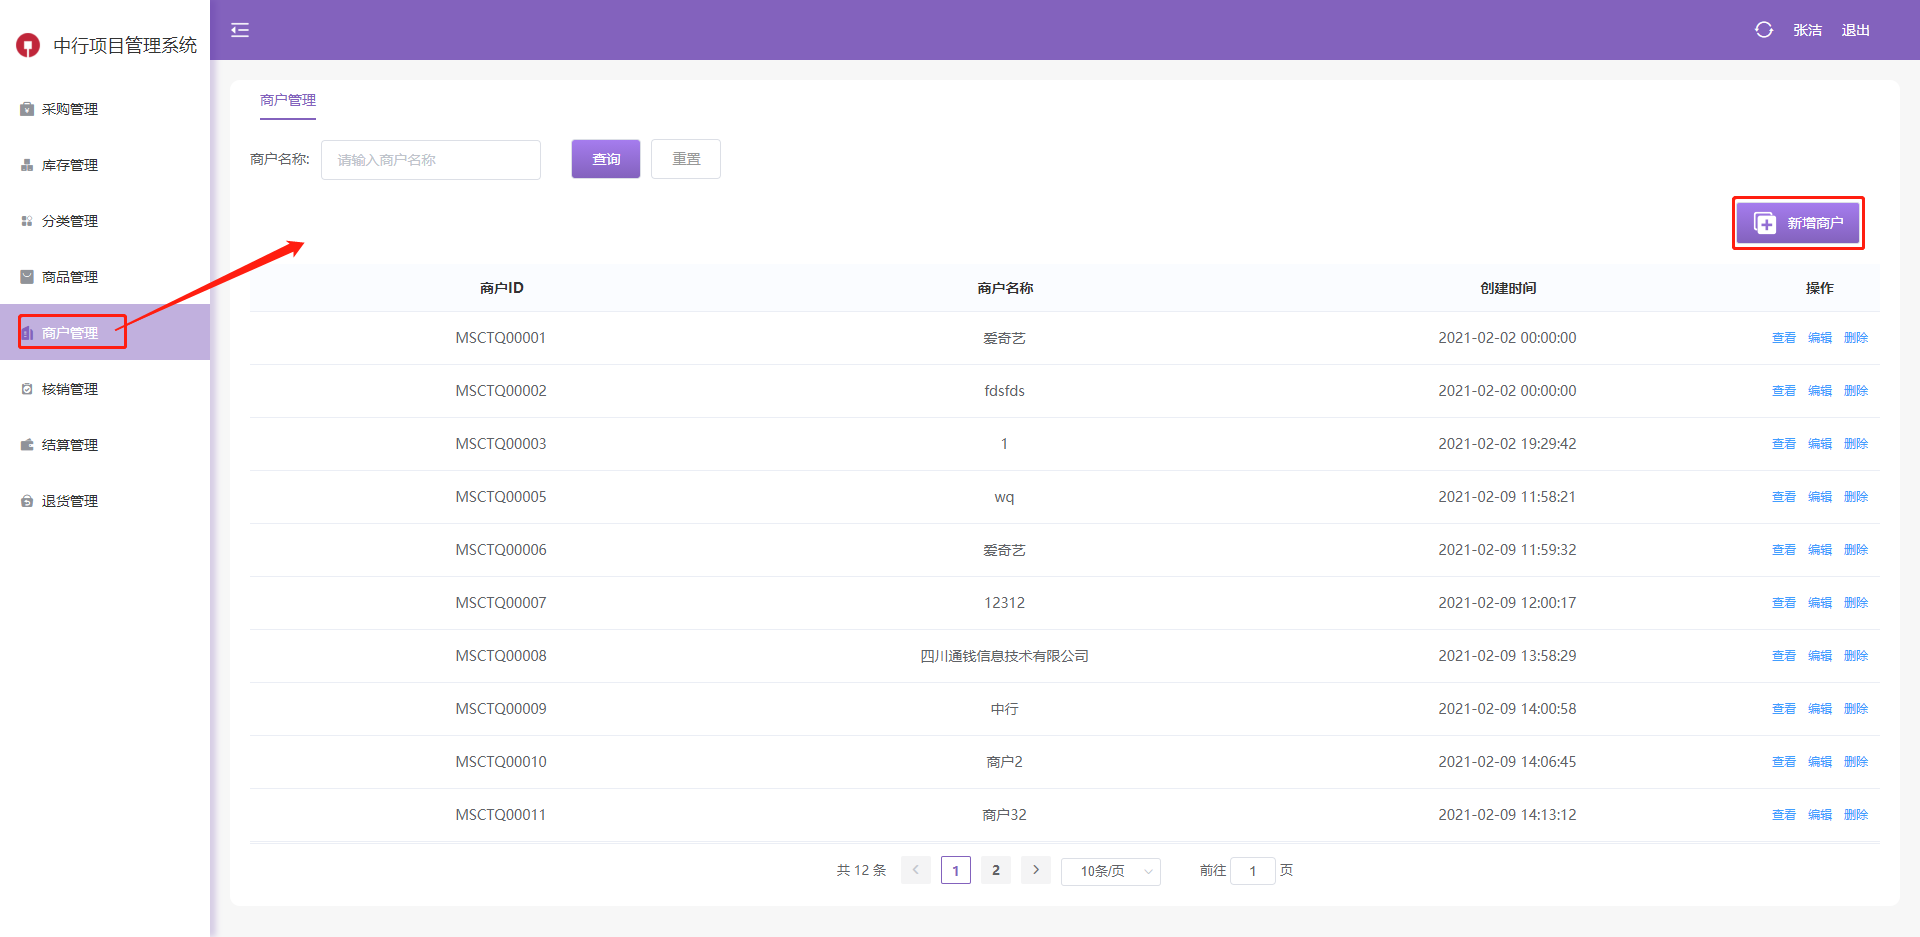 中行项目管理系统
张洁 退出
采购管理
库存管理
分类管理
商品管理
商户管理
核销管理
结算管理
退货管理
商户管理
商户名称: 请输入商户名称 查询 重置
新增商户
商户ID 商户名称 创建时间 操作
MSCTQ00001 爱奇艺 2021-02-02 00:00:00 查看 编辑 删除
MSCTQ00002 fdsfds 2021-02-02 00:00:00 查看 编辑 删除
MSCTQ00003 1 2021-02-02 19:29:42 查看 编辑 删除
MSCTQ00005 wq 2021-02-09 11:58:21 查看 编辑 删除
MSCTQ00006 爱奇艺 2021-02-09 11:59:32 查看 编辑 删除
MSCTQ00007 12312 2021-02-09 12:00:17 查看 编辑 删除
MSCTQ00008 四川通钱信息技术有限公司 2021-02-09 13:58:29 查看 编辑 删除
MSCTQ00009 中行 2021-02-09 14:00:58 查看 编辑 删除
MSCTQ00010 商户2 2021-02-09 14:06:45 查看 编辑 删除
MSCTQ00011 商户32 2021-02-09 14:13:12 查看 编辑 删除
共 12 条 1 2 10条/页 前往 1 页